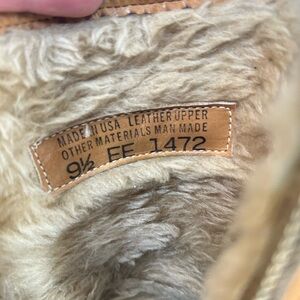 MADE IN USA LEATHER UPPER
OTHER MATERIALS MAN MADE
9½ EE 1472